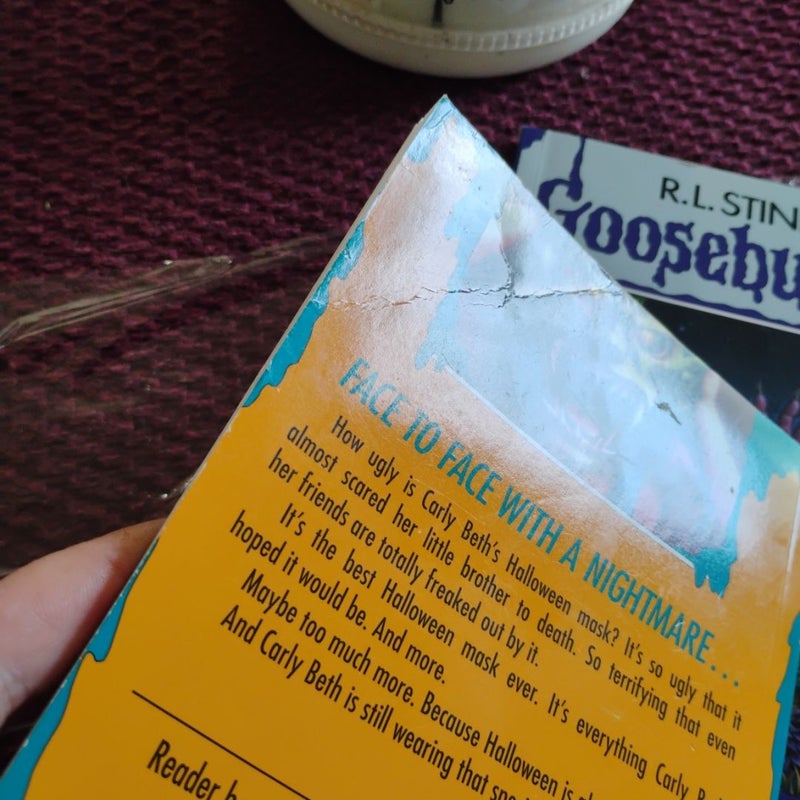 R.L. STIN
Goosebu
FACE TO FACE WITH A NIGHTMARE...
How ugly is Carly Beth's Halloween mask? It's so ugly that it
almost scared her little brother to death. So terrifying that even
her friends are totally freaked out by it.
It's the best Halloween mask ever. It's everything Carly
hoped it would be. And more.
Maybe too much more. Because Halloween is
And Carly Beth is still wearing that
Reader